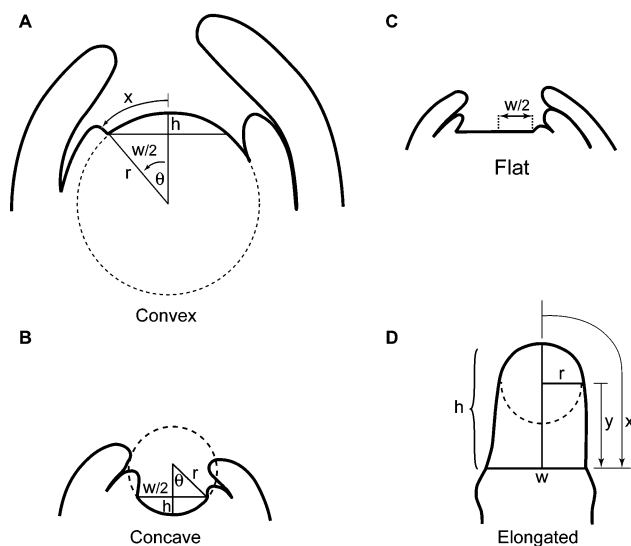 A
x
h
w/2
r
θ
Convex
B
θ
r
w/2
h
Concave
C
w/2
Flat
D
r
h
y
x
w
Elongated